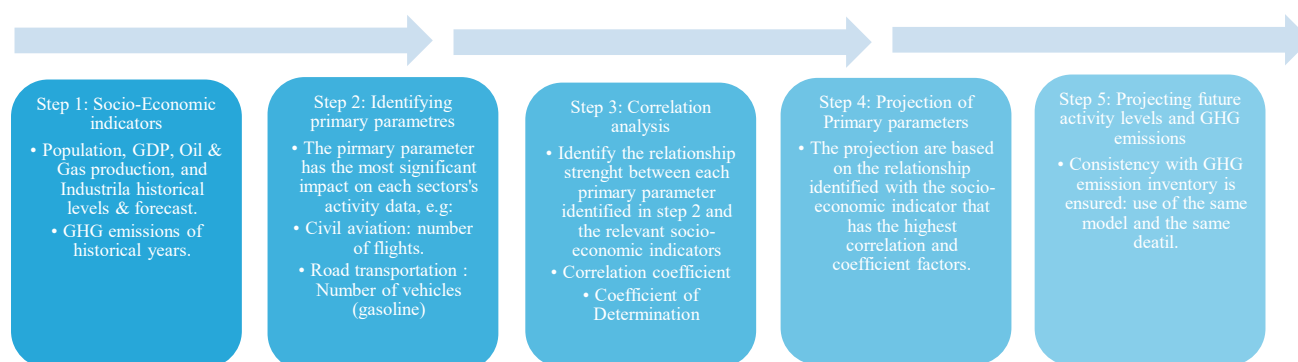 Step 1: Socio-Economic
indicators
• Population, GDP, Oil &
Gas production, and
Industrila historical
levels & forecast.
• GHG emissions of
historical years.
Step 2: Identifying
primary parametres
• The pirmary parameter
has the most significant
impact on each sectors's
activity data, e.g:
• Civil aviation: number
of flights.
• Road transportation :
Number of vehicles
(gasoline)
Step 3: Correlation
analysis
• Identify the relationship
strenght between each
primary parameter
identified in step 2 and
the relevant socio-
economic indicators
• Correlation coefficient
• Coefficient of
Determination
Step 4: Projection of
Primary parameters
• The projection are based
on the relationship
identified with the socio-
economic indicator that
has the highest
correlation and
coefficient factors.
Step 5: Projecting future
activity levels and GHG
emissions
• Consistency with GHG
emission inventory is
ensured: use of the same
model and the same
deatil.